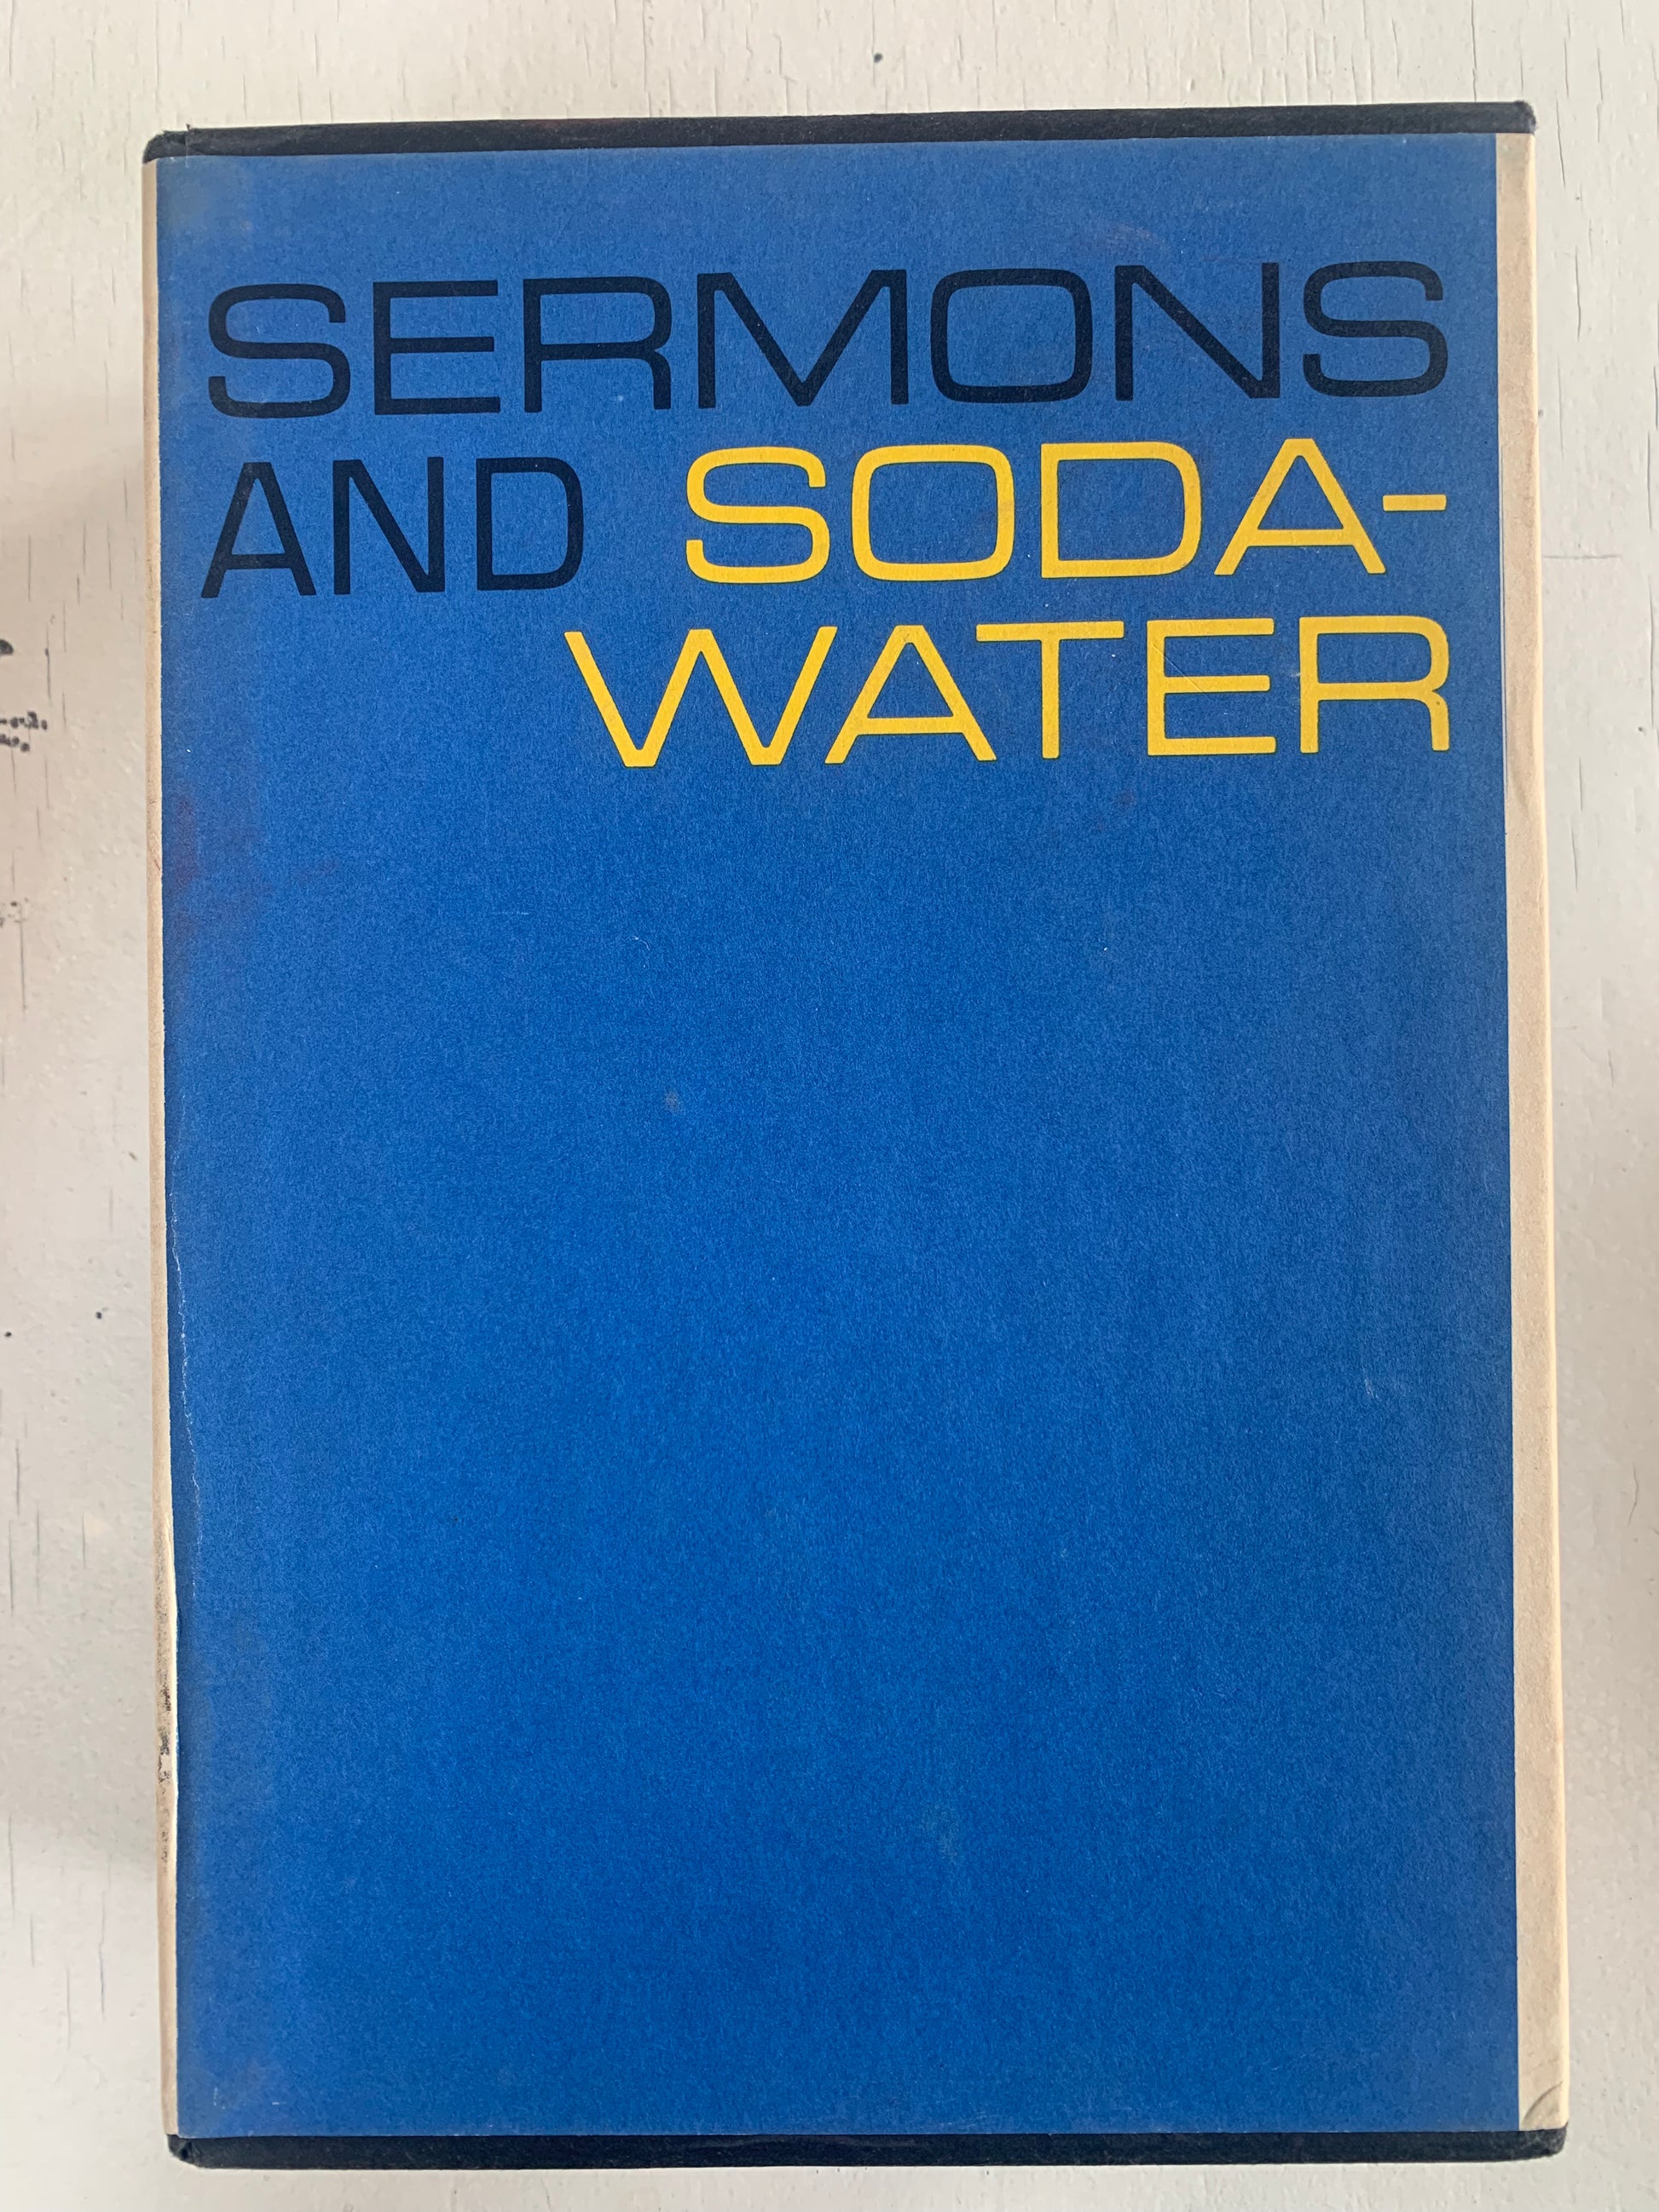 SERMONS
AND SODA-
WATER